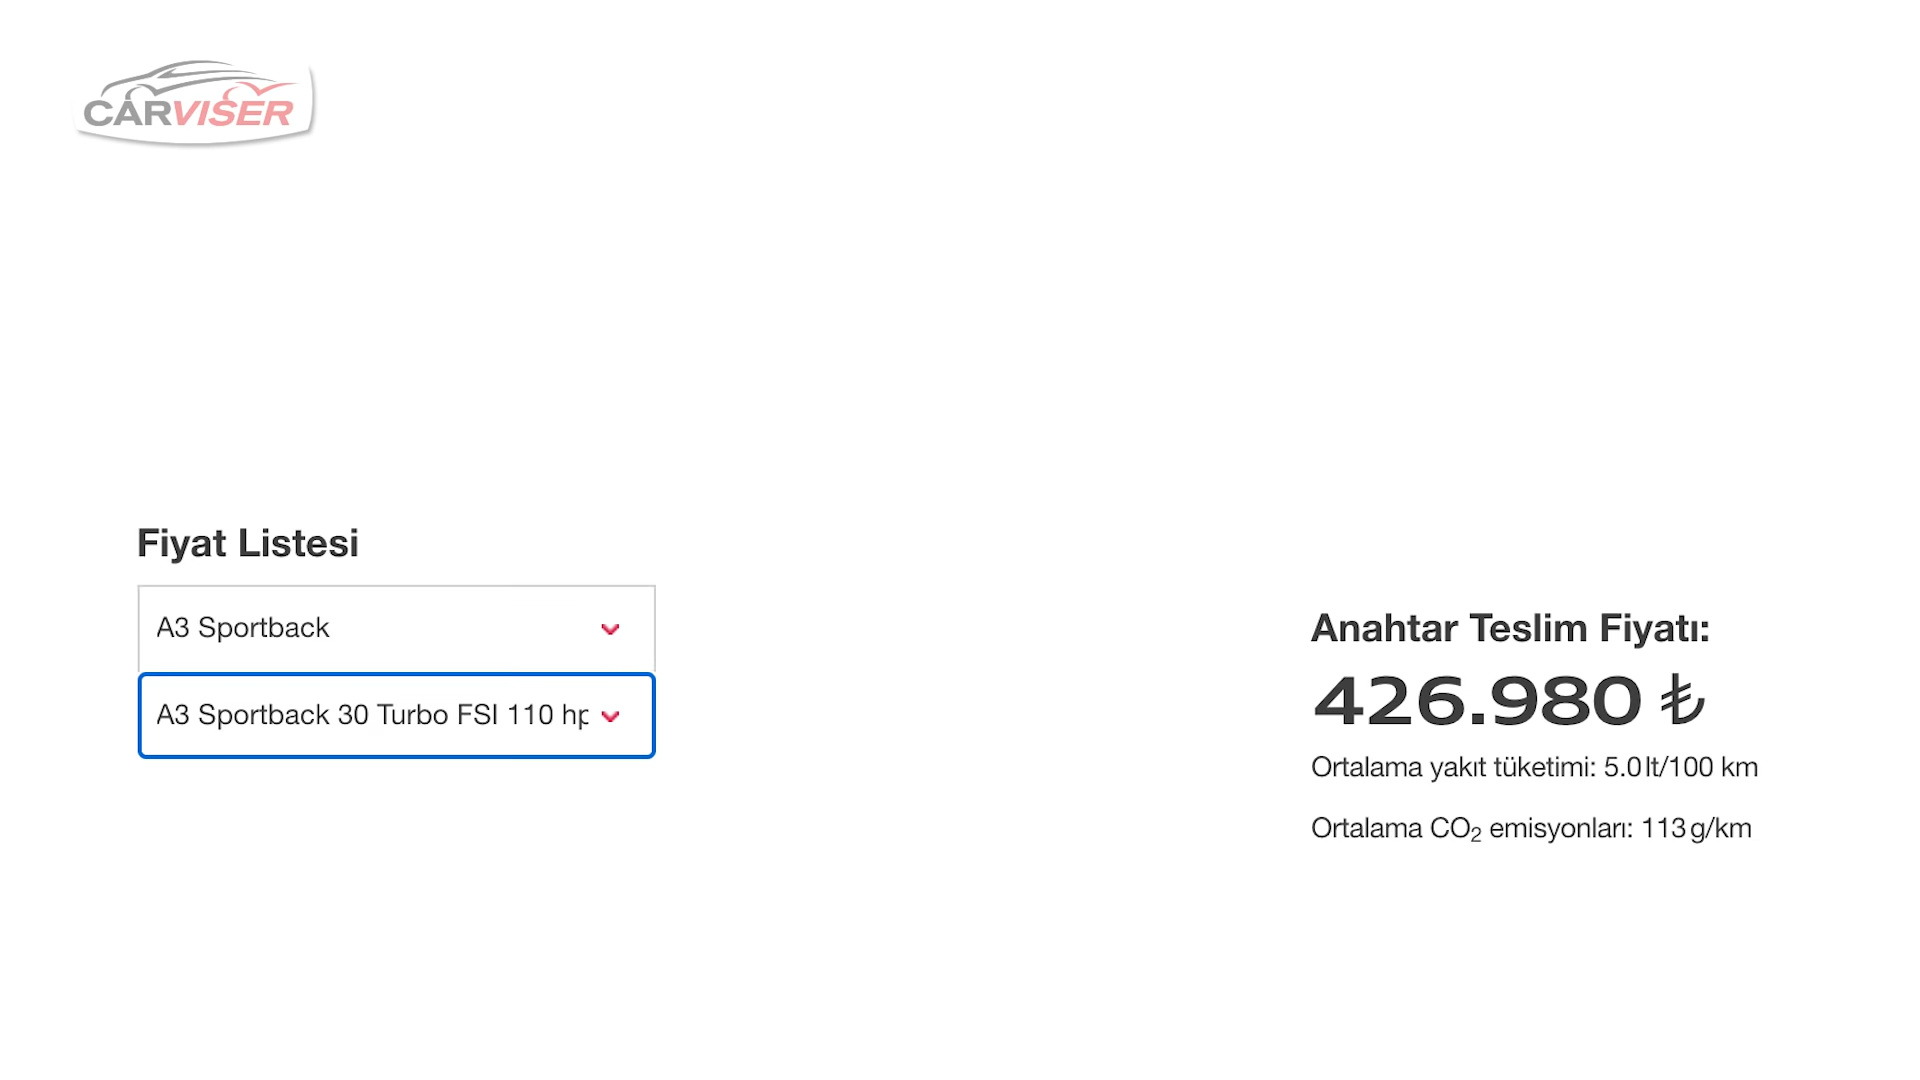 CARVISER
Fiyat Listesi
A3 Sportback
A3 Sportback 30 Turbo FSI 110 hp
Anahtar Teslim Fiyatı:
426.980 ₺
Ortalama yakıt tüketimi: 5.0 lt/100 km
Ortalama CO₂ emisyonları: 113 g/km